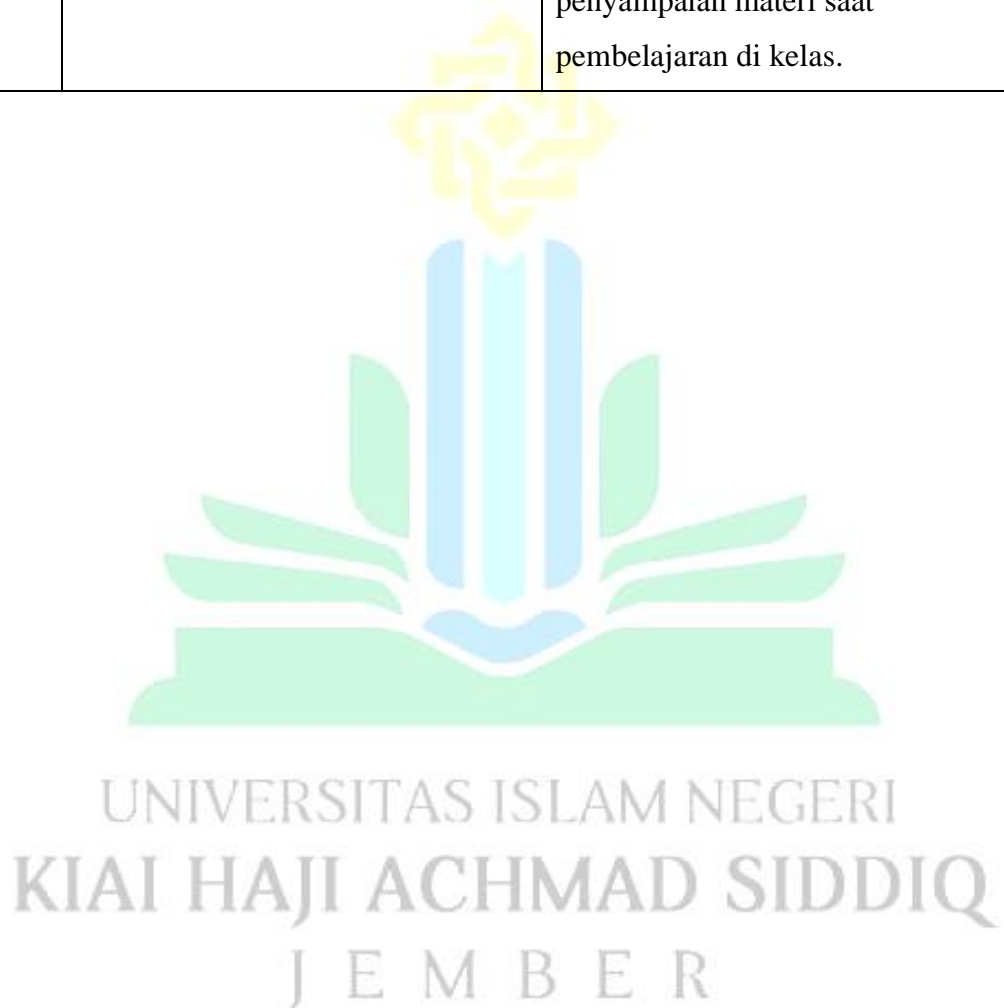 penyampaian materi saat
pembelajaran di kelas.
UNIVERSITAS ISLAM NEGERI
KIAI HAJI ACHMAD SIDDIQ
J E M B E R